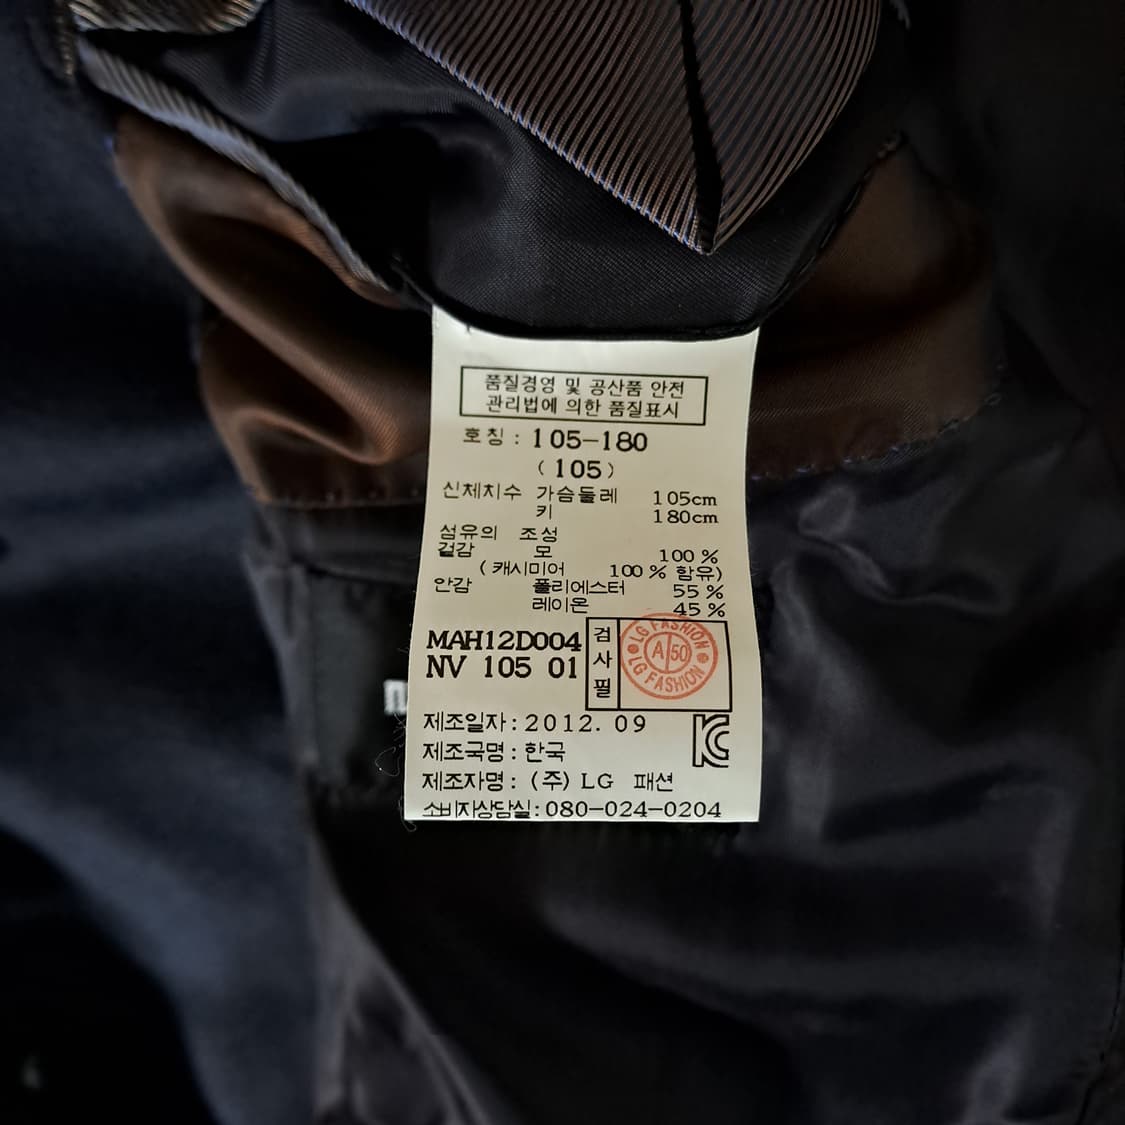 품질경영 및 공산품 안전
관리법에 의한 품질표시
호칭 : 105-180
(105)
신체치수 가슴둘레 105cm
키 180cm
섬유의 조성
겉감 모 100 %
(캐시미어 100 % 함유)
안감 폴리에스터 55 %
레이온 45 %
MAH12D004
NV 105 01
검사필
LG FASHION
A 50
LG FASHION
제조일자 : 2012. 09
제조국명 : 한국
KC
제조자명 : (주) LG 패션
소비자상담실 : 080-024-0204